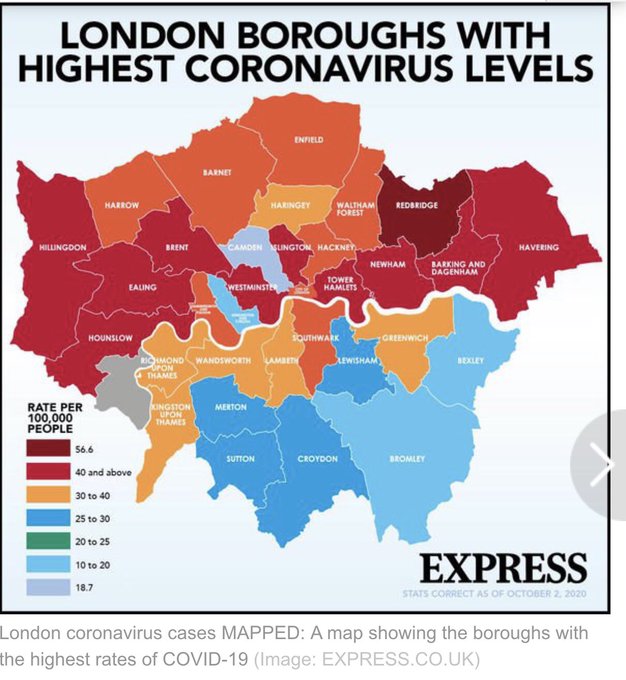 LONDON BOROUGHS WITH
HIGHEST CORONAVIRUS LEVELS
ENFIELD
BARNET
HARROW
HARINGEY
WALTHAM
FOREST
REDBRIDGE
HILLINGDON
BRENT
CAMDEN
ISLINGTON
HACKNEY
HAVERING
NEWHAM
BARKING AND
DAGENHAM
EALING
WESTMINSTER
TOWER
HAMLETS
HOUNSLOW
SOUTHWARK
GREENWICH
RICHMOND
UPON
THAMES
WANDSWORTH
LAMBETH
LEWISHAM
BEXLEY
KINGSTON
UPON
THAMES
MERTON
SUTTON
CROYDON
BROMLEY
RATE PER
100,000
PEOPLE
56.6
40 and above
30 to 40
25 to 30
20 to 25
10 to 20
18.7
EXPRESS
STATS CORRECT AS OF OCTOBER 2, 2020
London coronavirus cases MAPPED: A map showing the boroughs with
the highest rates of COVID-19 (Image: EXPRESS.CO.UK)